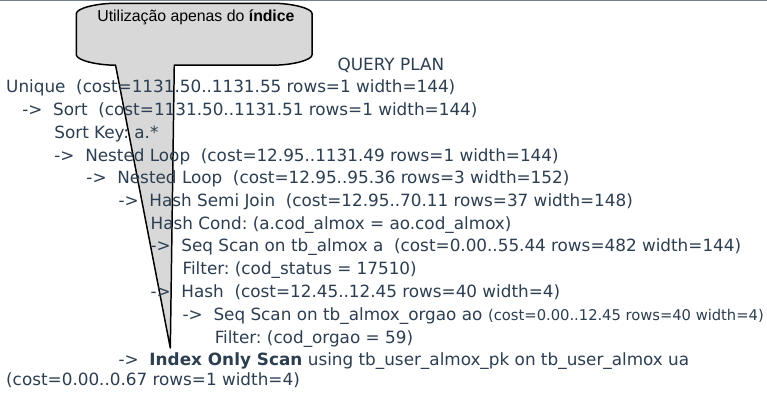 Utilização apenas do índice
QUERY PLAN
Unique (cost=1131.50..1131.55 rows=1 width=144)
-> Sort (cost=1131.50..1131.51 rows=1 width=144)
Sort Key: a.*
-> Nested Loop (cost=12.95..1131.49 rows=1 width=144)
-> Nested Loop (cost=12.95..95.36 rows=3 width=152)
-> Hash Semi Join (cost=12.95..70.11 rows=37 width=148)
Hash Cond: (a.cod_almox = ao.cod_almox)
-> Seq Scan on tb_almox a (cost=0.00..55.44 rows=482 width=144)
Filter: (cod_status = 17510)
-> Hash (cost=12.45..12.45 rows=40 width=4)
-> Seq Scan on tb_almox_orgao ao (cost=0.00..12.45 rows=40 width=4)
Filter: (cod_orgao = 59)
-> Index Only Scan using tb_user_almox_pk on tb_user_almox ua
(cost=0.00..0.67 rows=1 width=4)